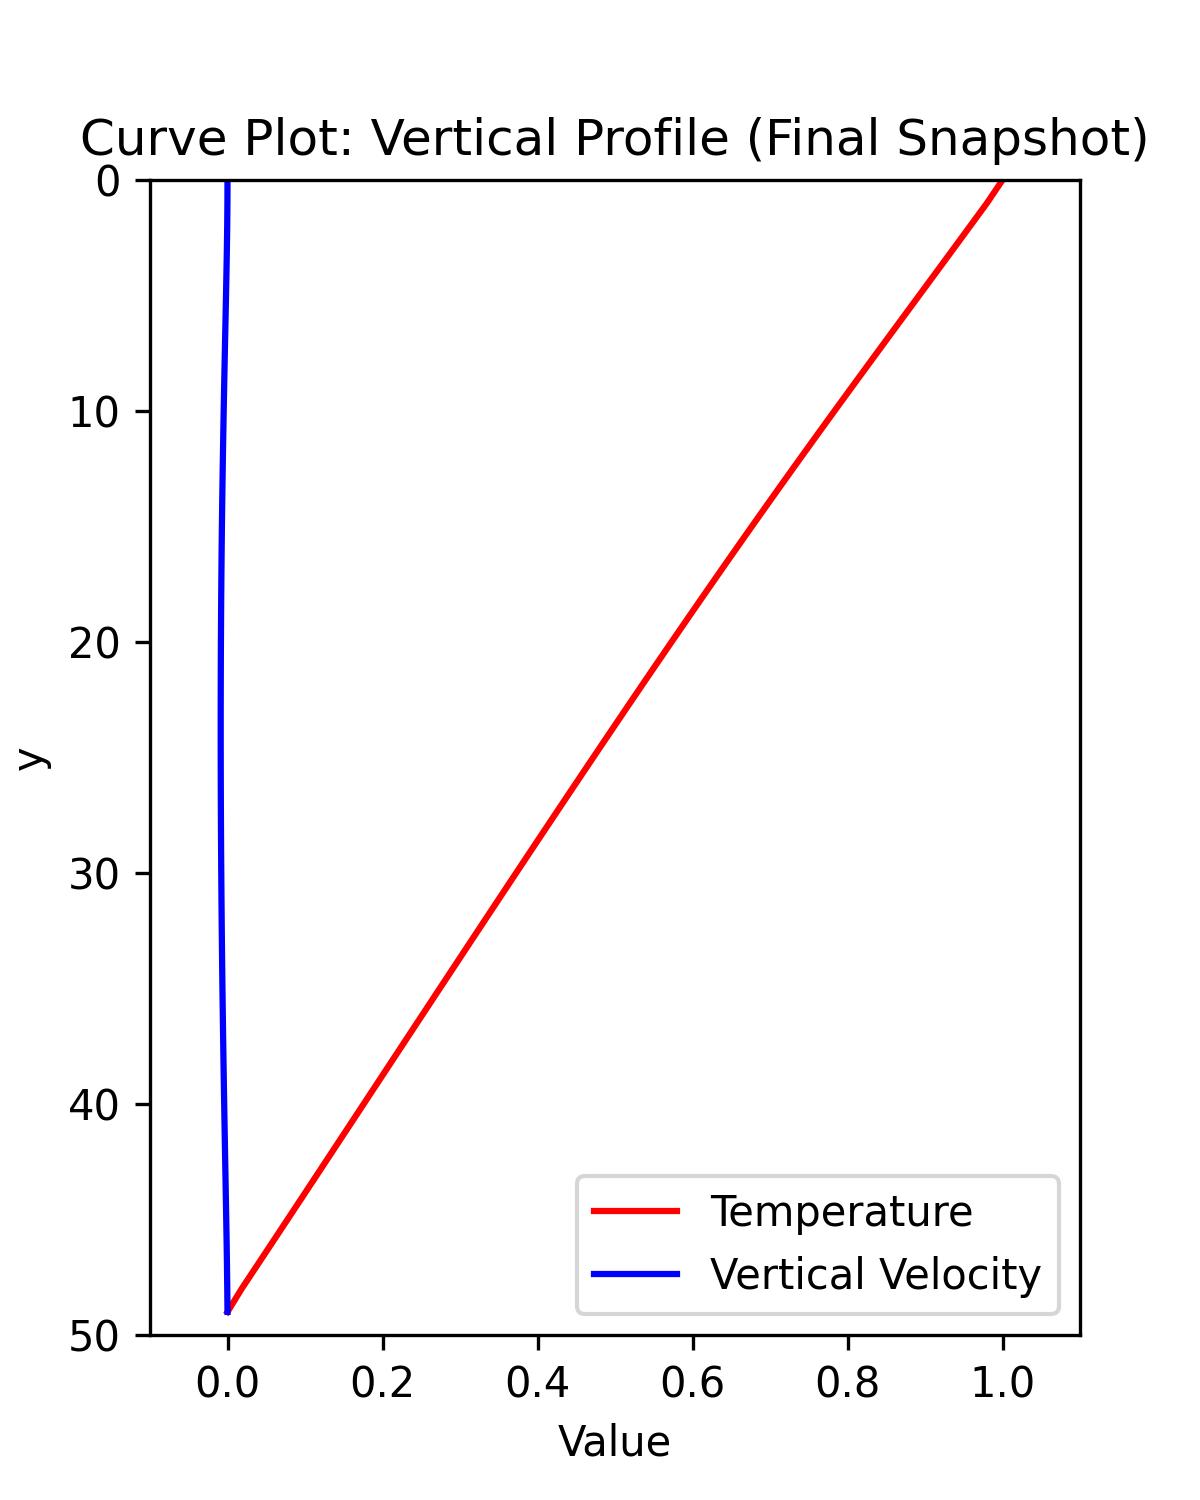 Curve Plot: Vertical Profile (Final Snapshot)
0
10
20
30
40
50
y
Temperature
Vertical Velocity
0.0 0.2 0.4 0.6 0.8 1.0
Value